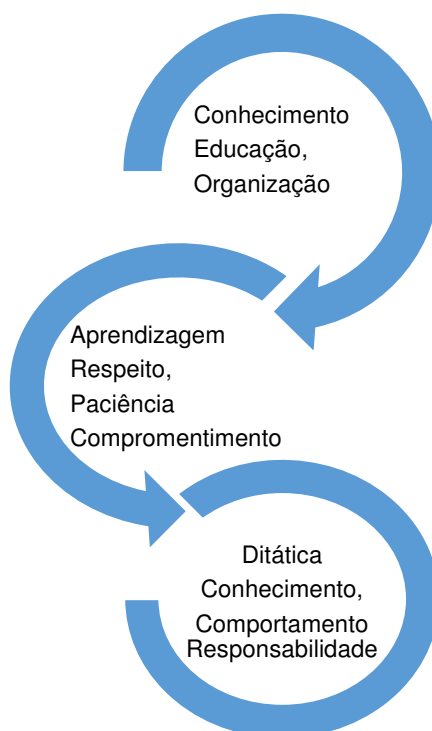 Conhecimento
Educação,
Organização
Aprendizagem
Respeito,
Paciência
Compromentimento
Ditática
Conhecimento,
Comportamento
Responsabilidade